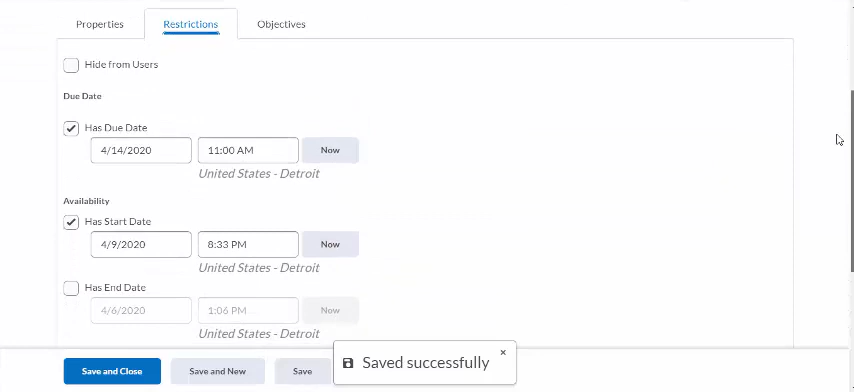 Properties Restrictions Objectives
Hide from Users
Due Date
Has Due Date
4/14/2020 11:00 AM Now
United States - Detroit
Availability
Has Start Date
4/9/2020 8:33 PM Now
United States - Detroit
Has End Date
4/6/2020 1:06 PM Now
United States - Detroit
Save and Close Save and New Save Saved successfully ×